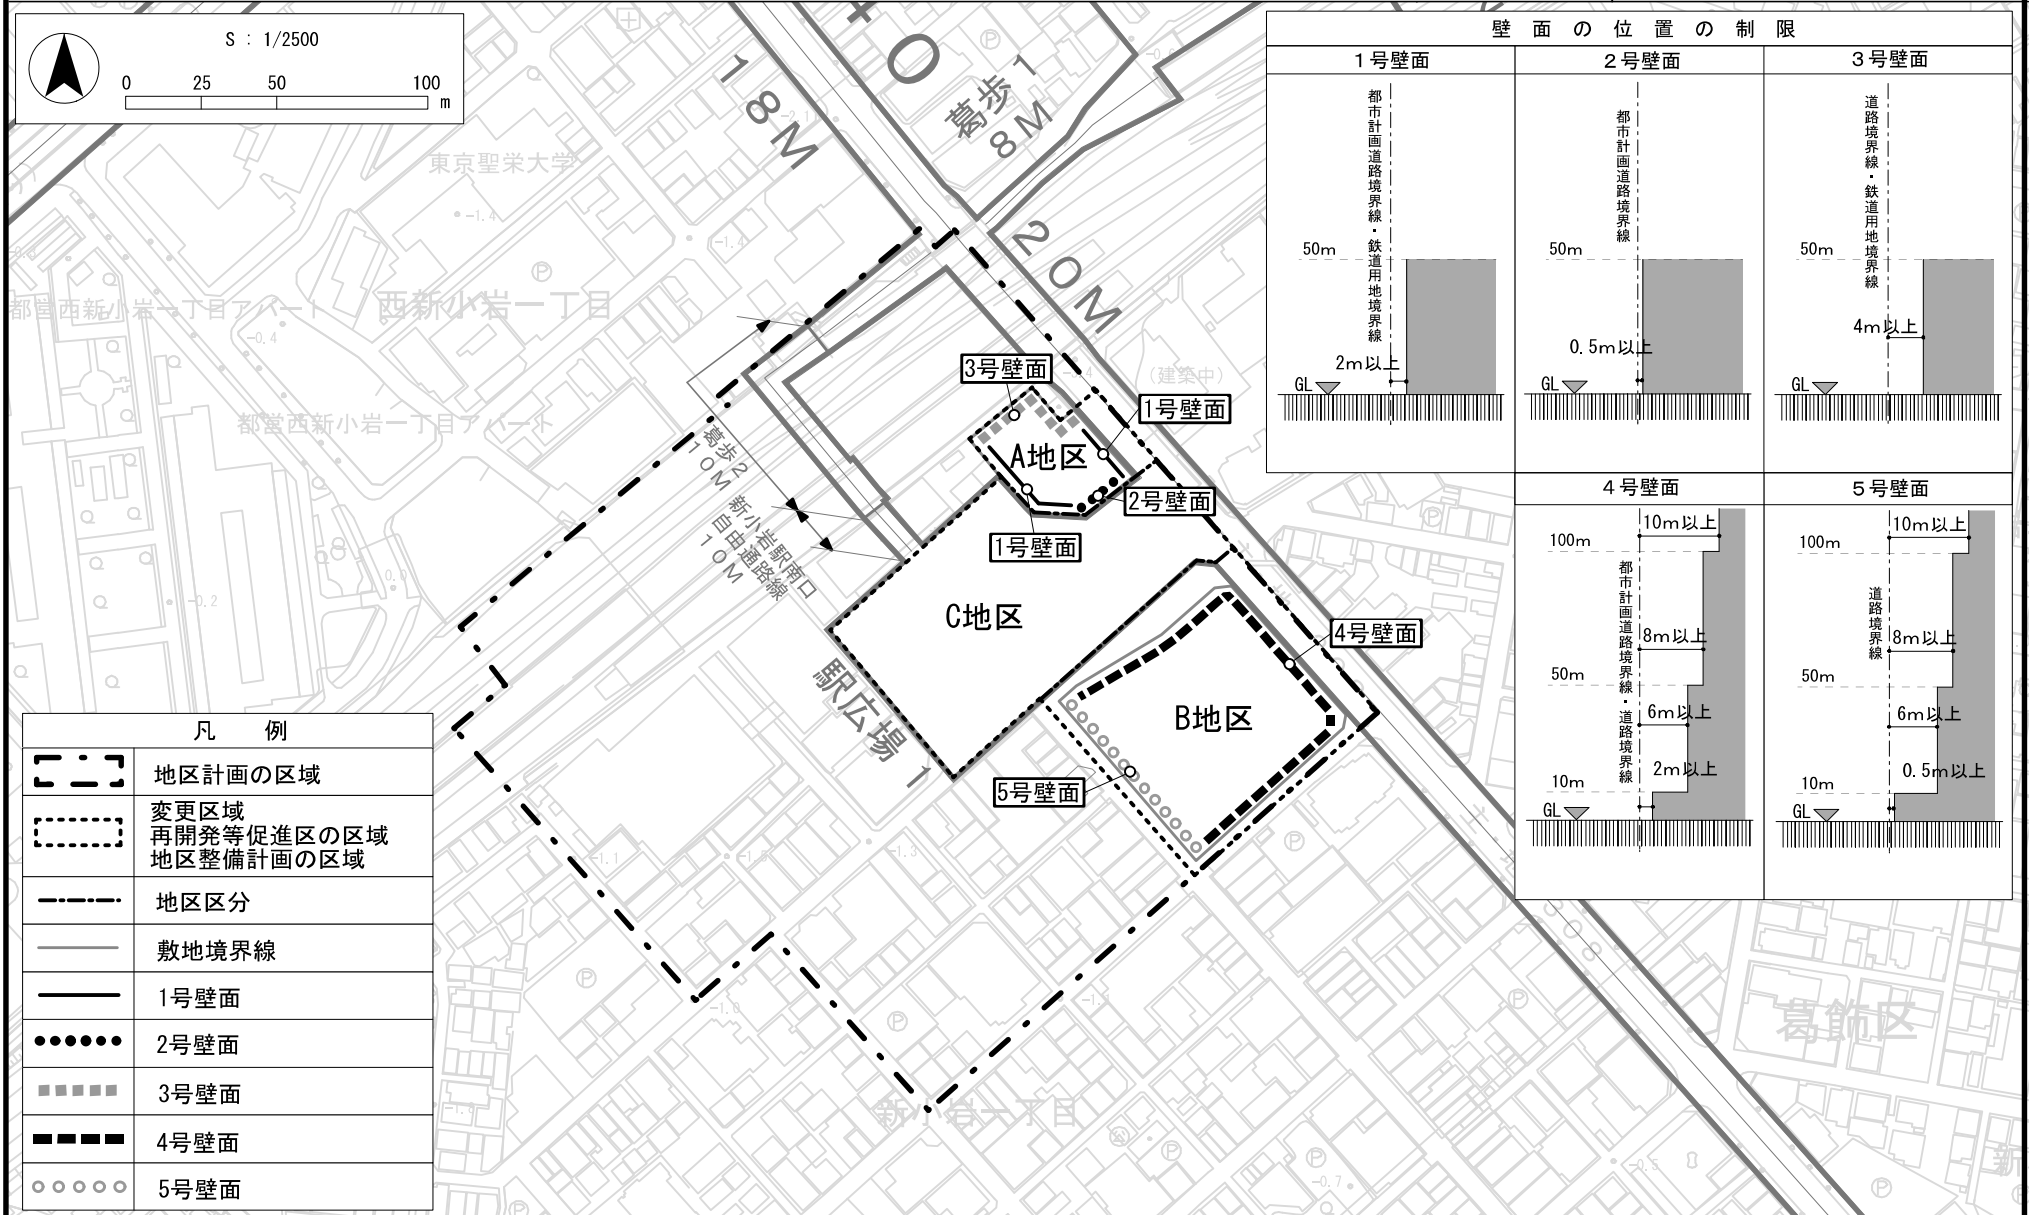 S : 1/2500
0 25 50 100
m
18M
葛歩1
8M
20M
東京聖栄大学
西新小岩一丁目
都営西新小岩一丁目アパート
都営西新小岩一丁目アパート
(建築中)
葛歩2
10M
新小岩駅南口
自由通路線
10M
駅広場 1
3号壁面
1号壁面
A地区
2号壁面
1号壁面
C地区
4号壁面
B地区
5号壁面
新小岩一丁目
葛飾区
新
壁面の位置の制限
1号壁面
都市計画道路境界線・鉄道用地境界線
50m
2m以上
GL
2号壁面
都市計画道路境界線
50m
0.5m以上
GL
3号壁面
道路境界線・鉄道用地境界線
50m
4m以上
GL
4号壁面
都市計画道路境界線・道路境界線
10m以上
100m
8m以上
50m
6m以上
2m以上
10m
GL
5号壁面
道路境界線
10m以上
100m
8m以上
50m
6m以上
0.5m以上
10m
GL
凡 例
地区計画の区域
変更区域
再開発等促進区の区域
地区整備計画の区域
地区区分
敷地境界線
1号壁面
2号壁面
3号壁面
4号壁面
5号壁面